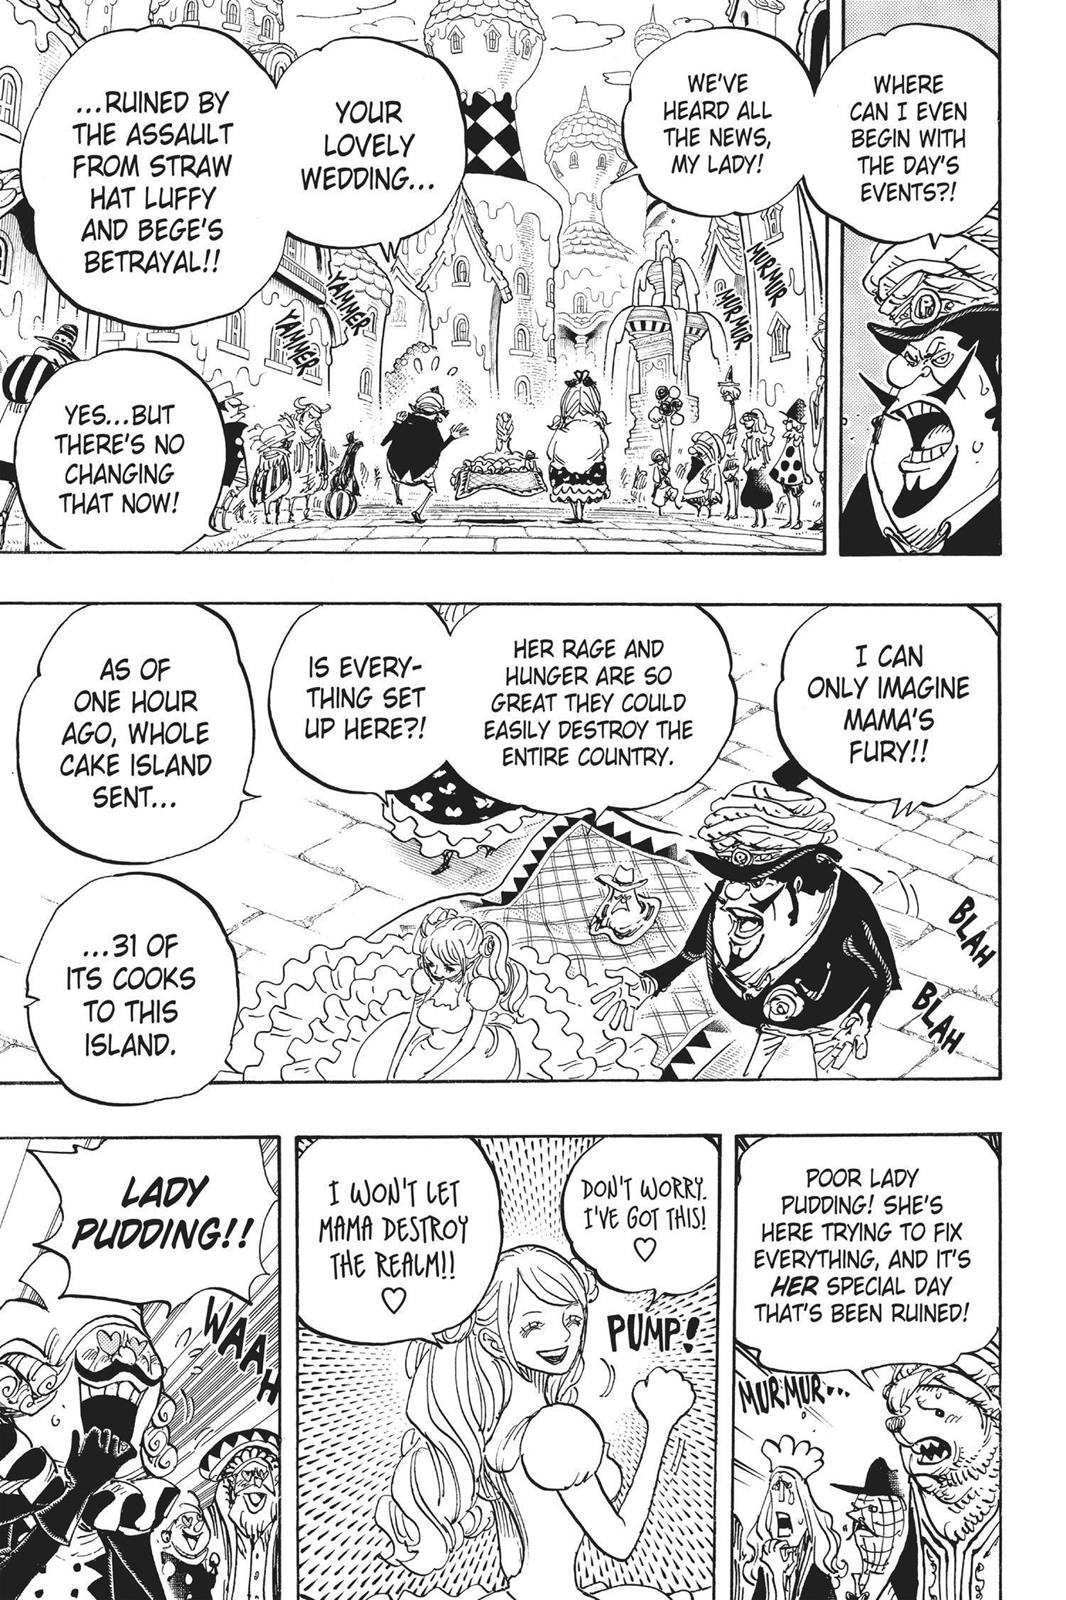 WHERE
CAN I EVEN
BEGIN WITH
THE DAY'S
EVENTS?!
WE'VE
HEARD ALL
THE NEWS,
MY LADY!
MURMUR
MURMUR
YOUR
LOVELY
WEDDING...
...RUINED BY
THE ASSAULT
FROM STRAW
HAT LUFFY
AND BEGE'S
BETRAYAL!!
YAMMER
YAMMER
YES...BUT
THERE'S NO
CHANGING
THAT NOW!
I CAN
ONLY IMAGINE
MAMA'S
FURY!!
HER RAGE AND
HUNGER ARE SO
GREAT THEY COULD
EASILY DESTROY THE
ENTIRE COUNTRY.
BLAH
BLAH
IS EVERY-
THING SET
UP HERE?!
AS OF
ONE HOUR
AGO, WHOLE
CAKE ISLAND
SENT...
...31 OF
ITS COOKS
TO THIS
ISLAND.
POOR LADY
PUDDING! SHE'S
HERE TRYING TO FIX
EVERYTHING, AND IT'S
HER SPECIAL DAY
THAT'S BEEN RUINED!
MURMUR...
DON'T WORRY.
I'VE GOT THIS!
♡
PUMP!
I WON'T LET
MAMA DESTROY
THE REALM!!
♡
LADY
PUDDING!!
WAAAH